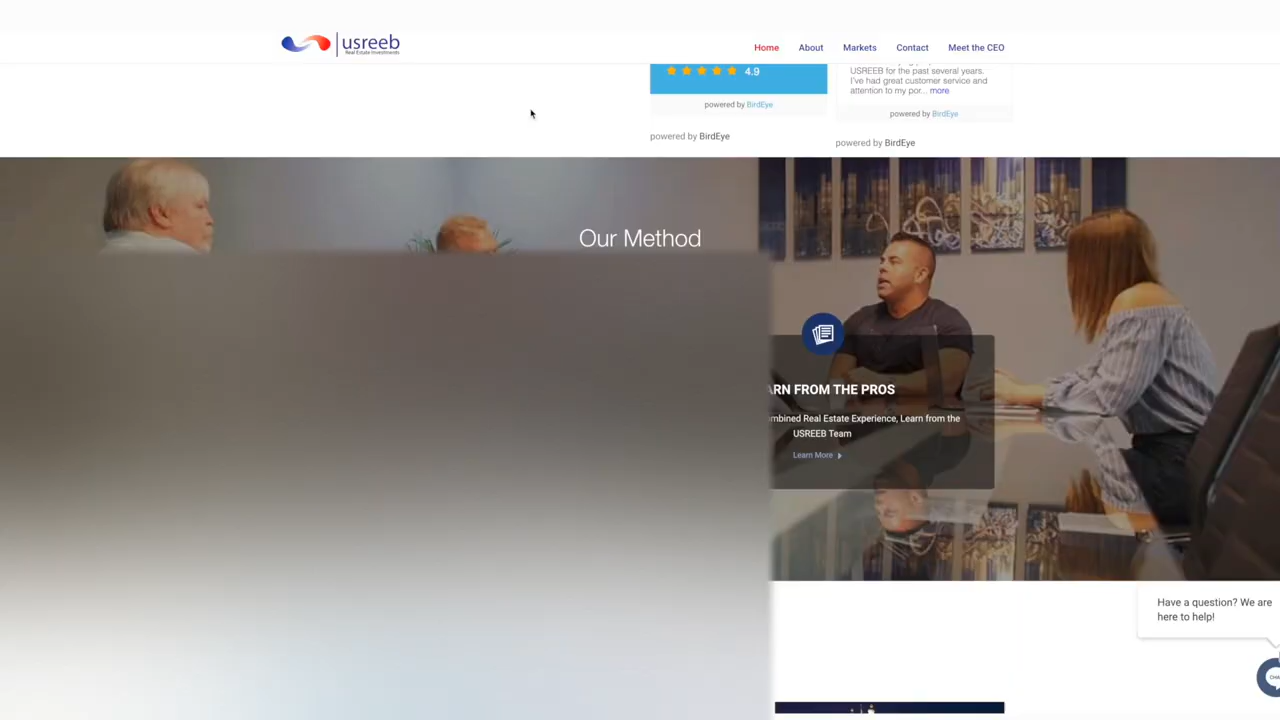 usreeb
Real Estate Investments
Home
About
Markets
Contact
Meet the CEO
4.9
powered by BirdEye
powered by BirdEye
USREEB for the past several years.
I've had great customer service and
attention to my por... more
powered by BirdEye
powered by BirdEye
Our Method
ARN FROM THE PROS
mbined Real Estate Experience, Learn from the
USREEB Team
Learn More
Have a question? We are
here to help!